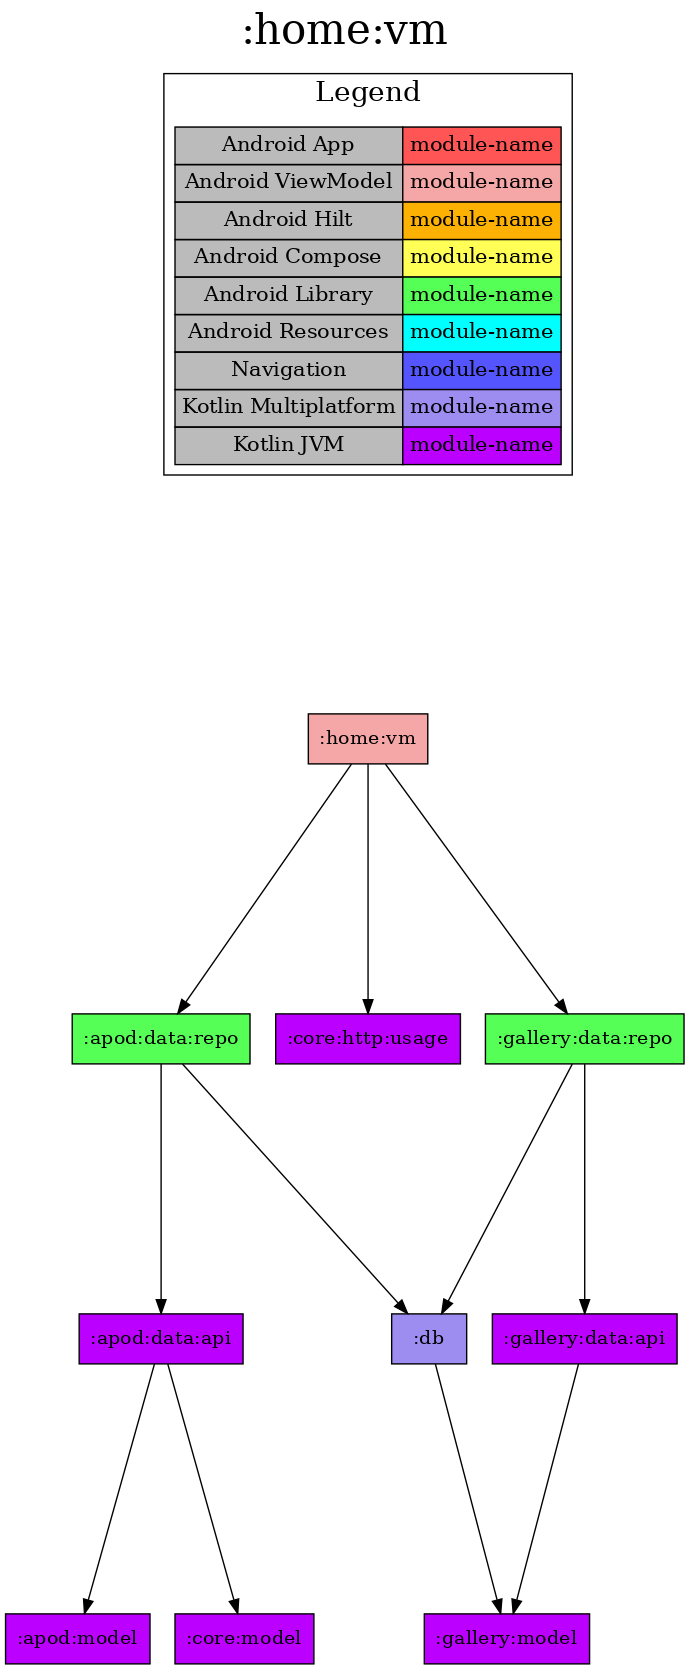 :home:vm
Legend
Android App module-name
Android ViewModel module-name
Android Hilt module-name
Android Compose module-name
Android Library module-name
Android Resources module-name
Navigation module-name
Kotlin Multiplatform module-name
Kotlin JVM module-name
:home:vm
:apod:data:repo :core:http:usage :gallery:data:repo
:apod:data:api :db :gallery:data:api
:apod:model :core:model :gallery:model